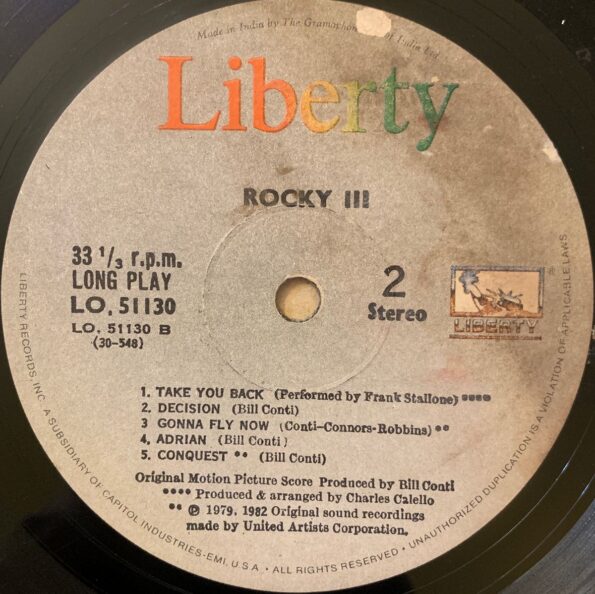 Made in India by The Gramophone of India Ltd.
Liberty
ROCKY III
33 1/3 r.p.m.
LONG PLAY
LO. 51130
LO. 51130 B
(30-548)
2
Stereo
LIBERTY
1. TAKE YOU BACK (Performed by Frank Stallone) ****
2. DECISION (Bill Conti)
3 GONNA FLY NOW (Conti-Connors-Robbins) **
4. ADRIAN (Bill Conti)
5. CONQUEST ** (Bill Conti)
Original Motion Picture Score Produced by Bill Conti
**** Produced & arranged by Charles Calello
** ℗ 1979, 1982 Original sound recordings
made by United Artists Corporation.
LIBERTY RECORDS, INC. A SUBSIDIARY OF CAPITOL INDUSTRIES-EMI, U.S.A • ALL RIGHTS RESERVED • UNAUTHORIZED DUPLICATION IS A VIOLATION OF APPLICABLE LAWS